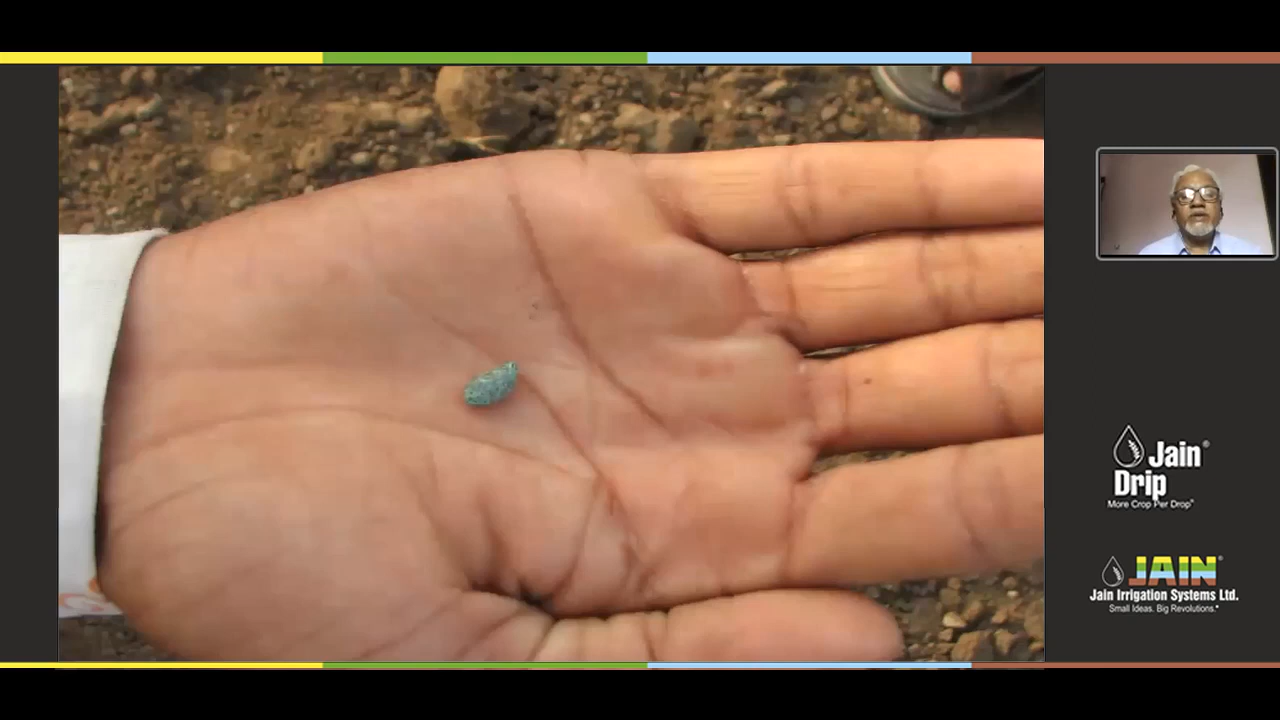 Jain®
Drip
More Crop Per Drop®
JAIN®
Jain Irrigation Systems Ltd.
Small Ideas. Big Revolutions.®